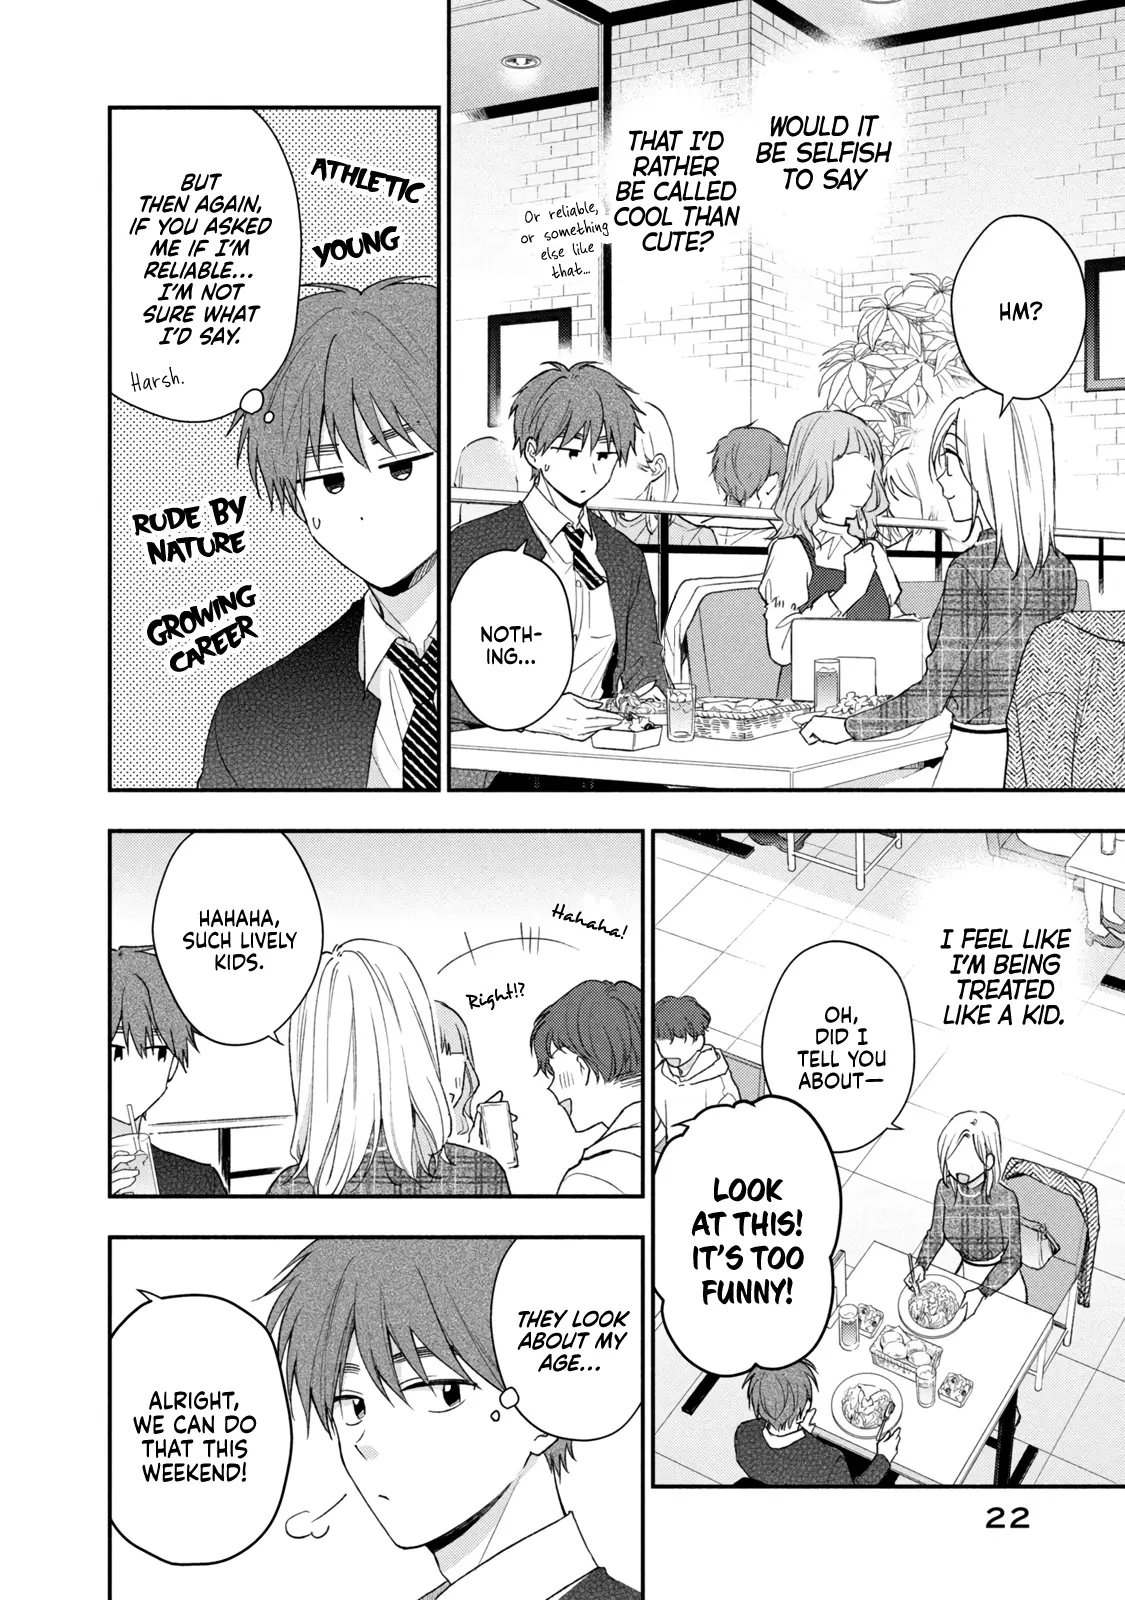 WOULD IT
BE SELFISH
TO SAY
THAT I'D
RATHER
BE CALLED
COOL THAN
CUTE?
Or reliable,
or something
else like
that...
HM?
NOTH-
ING...
BUT
THEN AGAIN,
IF YOU ASKED
ME IF I'M
RELIABLE...
I'M NOT
SURE WHAT
I'D SAY.
Harsh.
ATHLETIC
YOUNG
RUDE BY
NATURE
GROWING
CAREER
I FEEL LIKE
I'M BEING
TREATED
LIKE A KID.
OH,
DID I
TELL YOU
ABOUT—
LOOK
AT THIS!
IT'S TOO
FUNNY!
Hahaha!
Right!?
HAHAHA,
SUCH LIVELY
KIDS.
THEY LOOK
ABOUT MY
AGE...
ALRIGHT,
WE CAN DO
THAT THIS
WEEKEND!
22